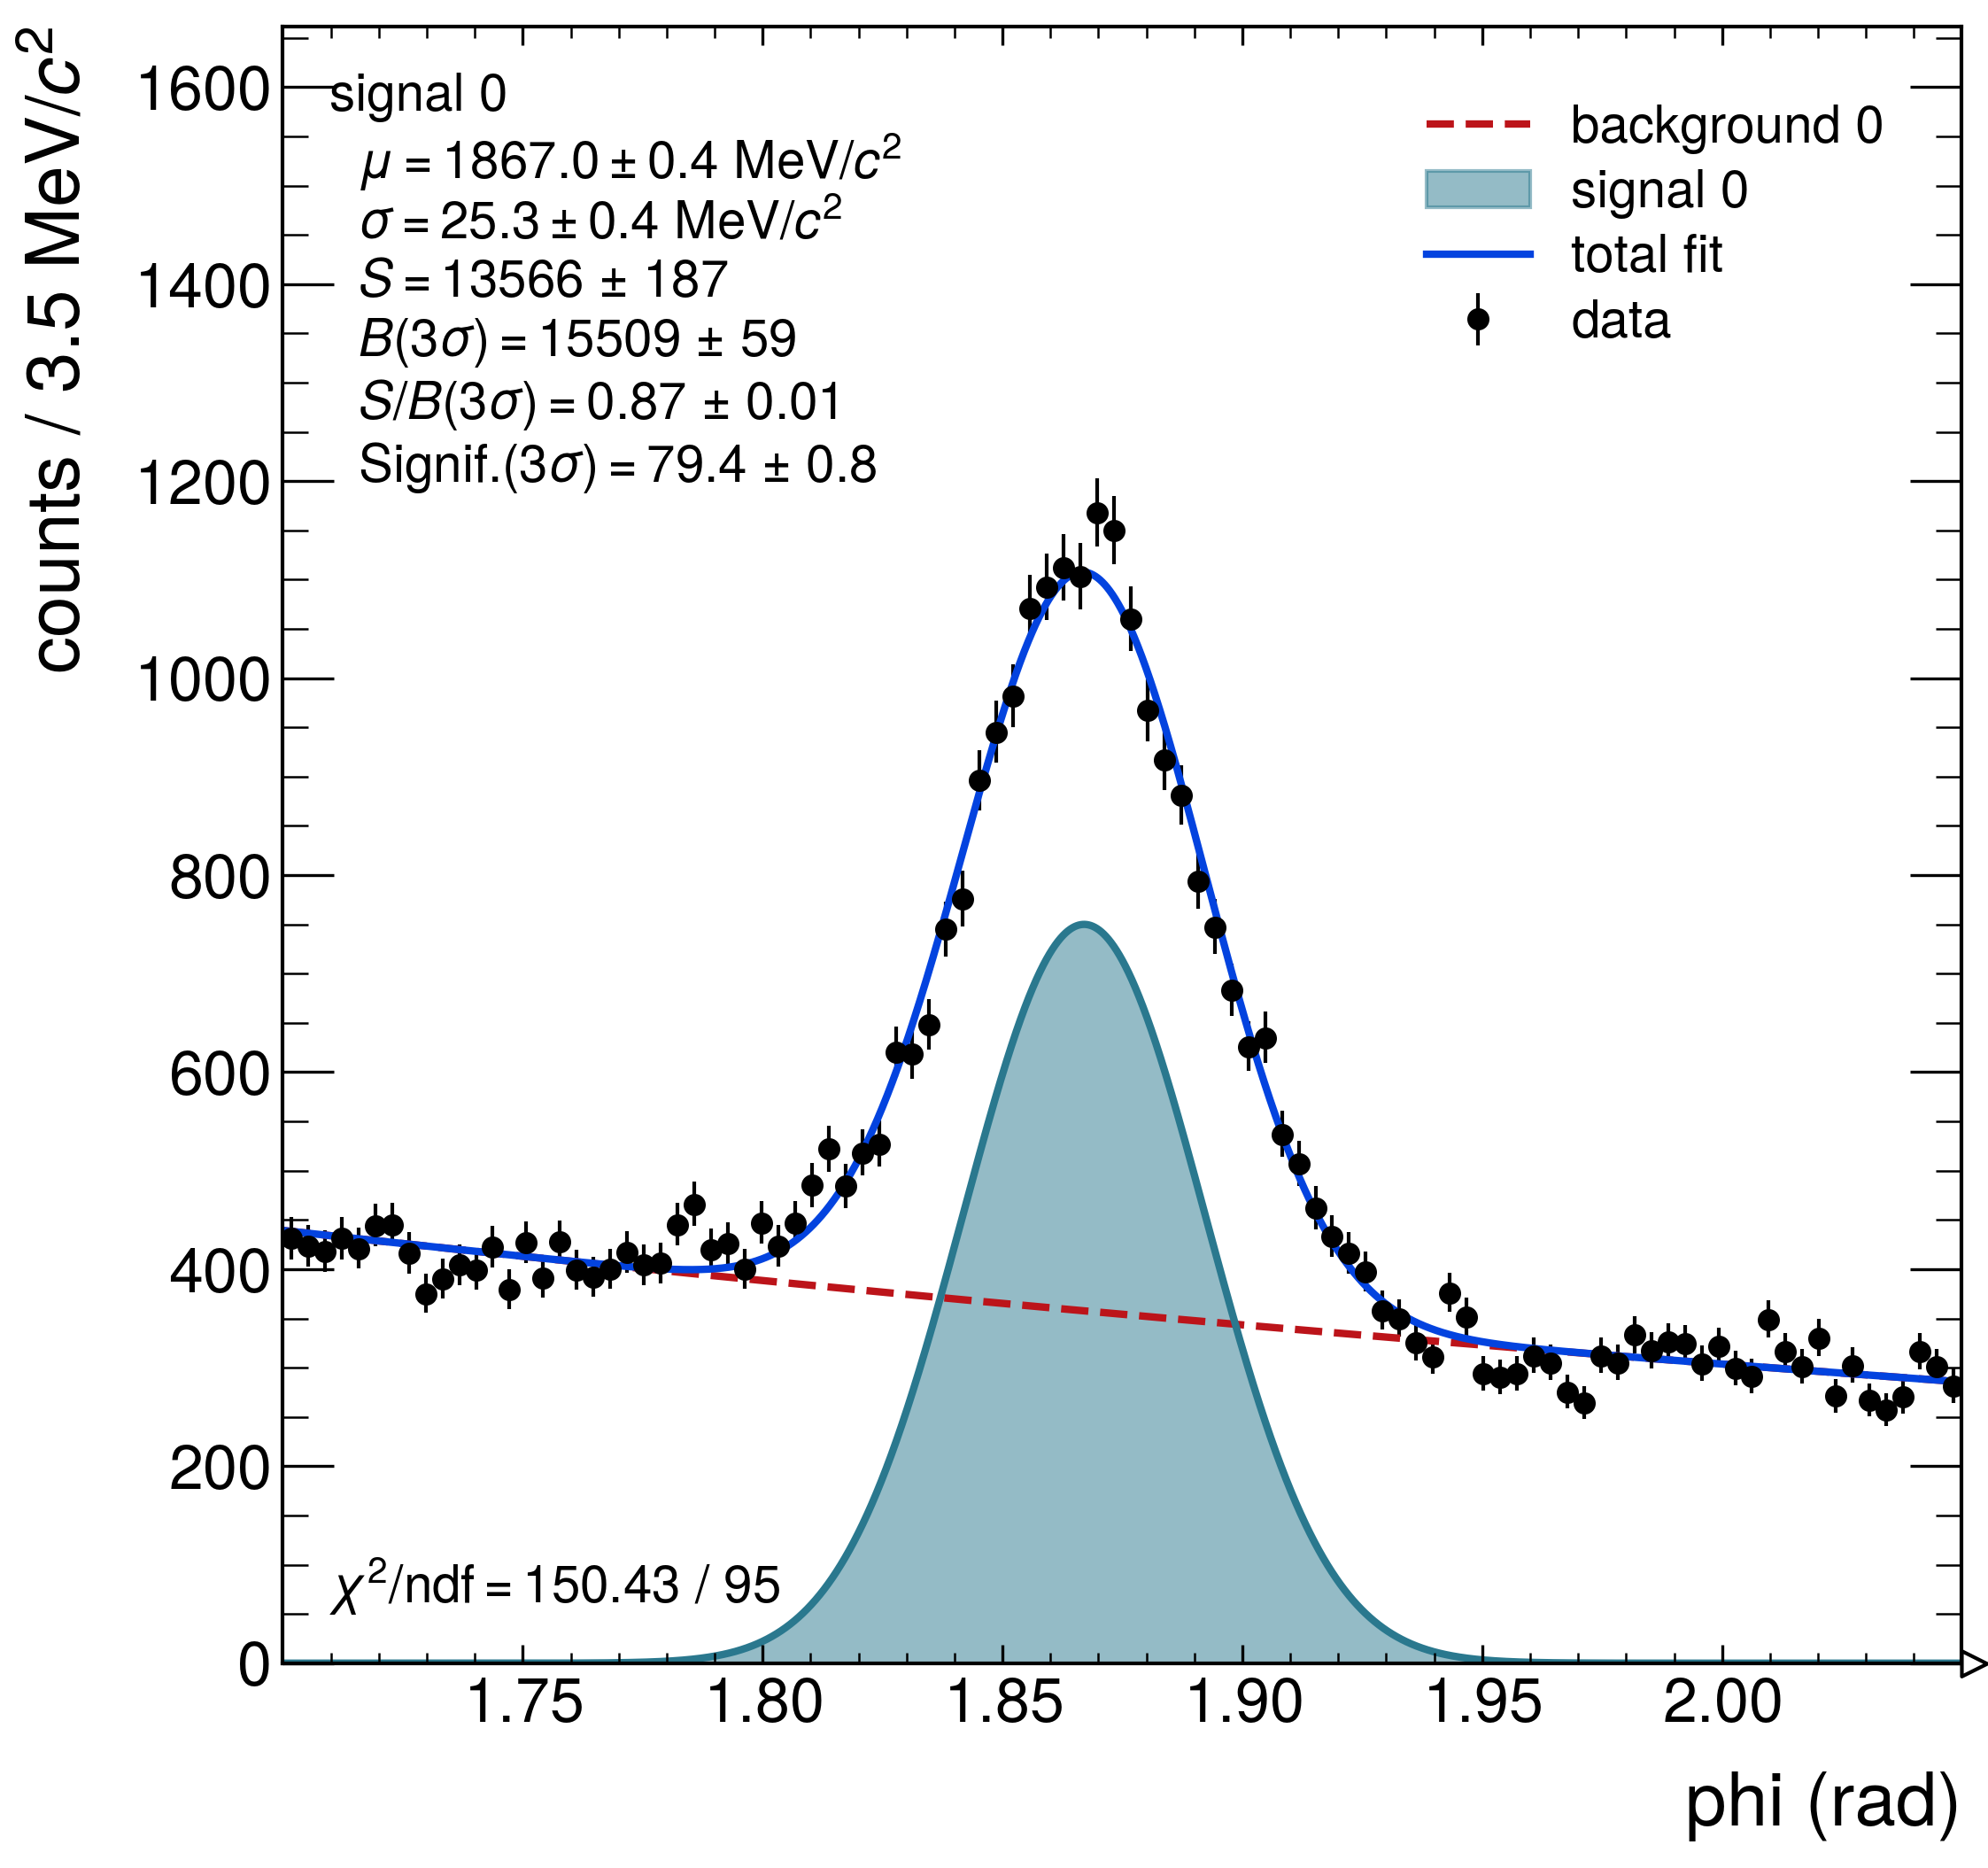 counts / 3.5 MeV/c²
1600
1400
1200
1000
800
600
400
200
0
signal 0
μ = 1867.0 ± 0.4 MeV/c²
σ = 25.3 ± 0.4 MeV/c²
S = 13566 ± 187
B(3σ) = 15509 ± 59
S/B(3σ) = 0.87 ± 0.01
Signif.(3σ) = 79.4 ± 0.8
background 0
signal 0
total fit
data
χ²/ndf = 150.43 / 95
1.75 1.80 1.85 1.90 1.95 2.00
phi (rad)